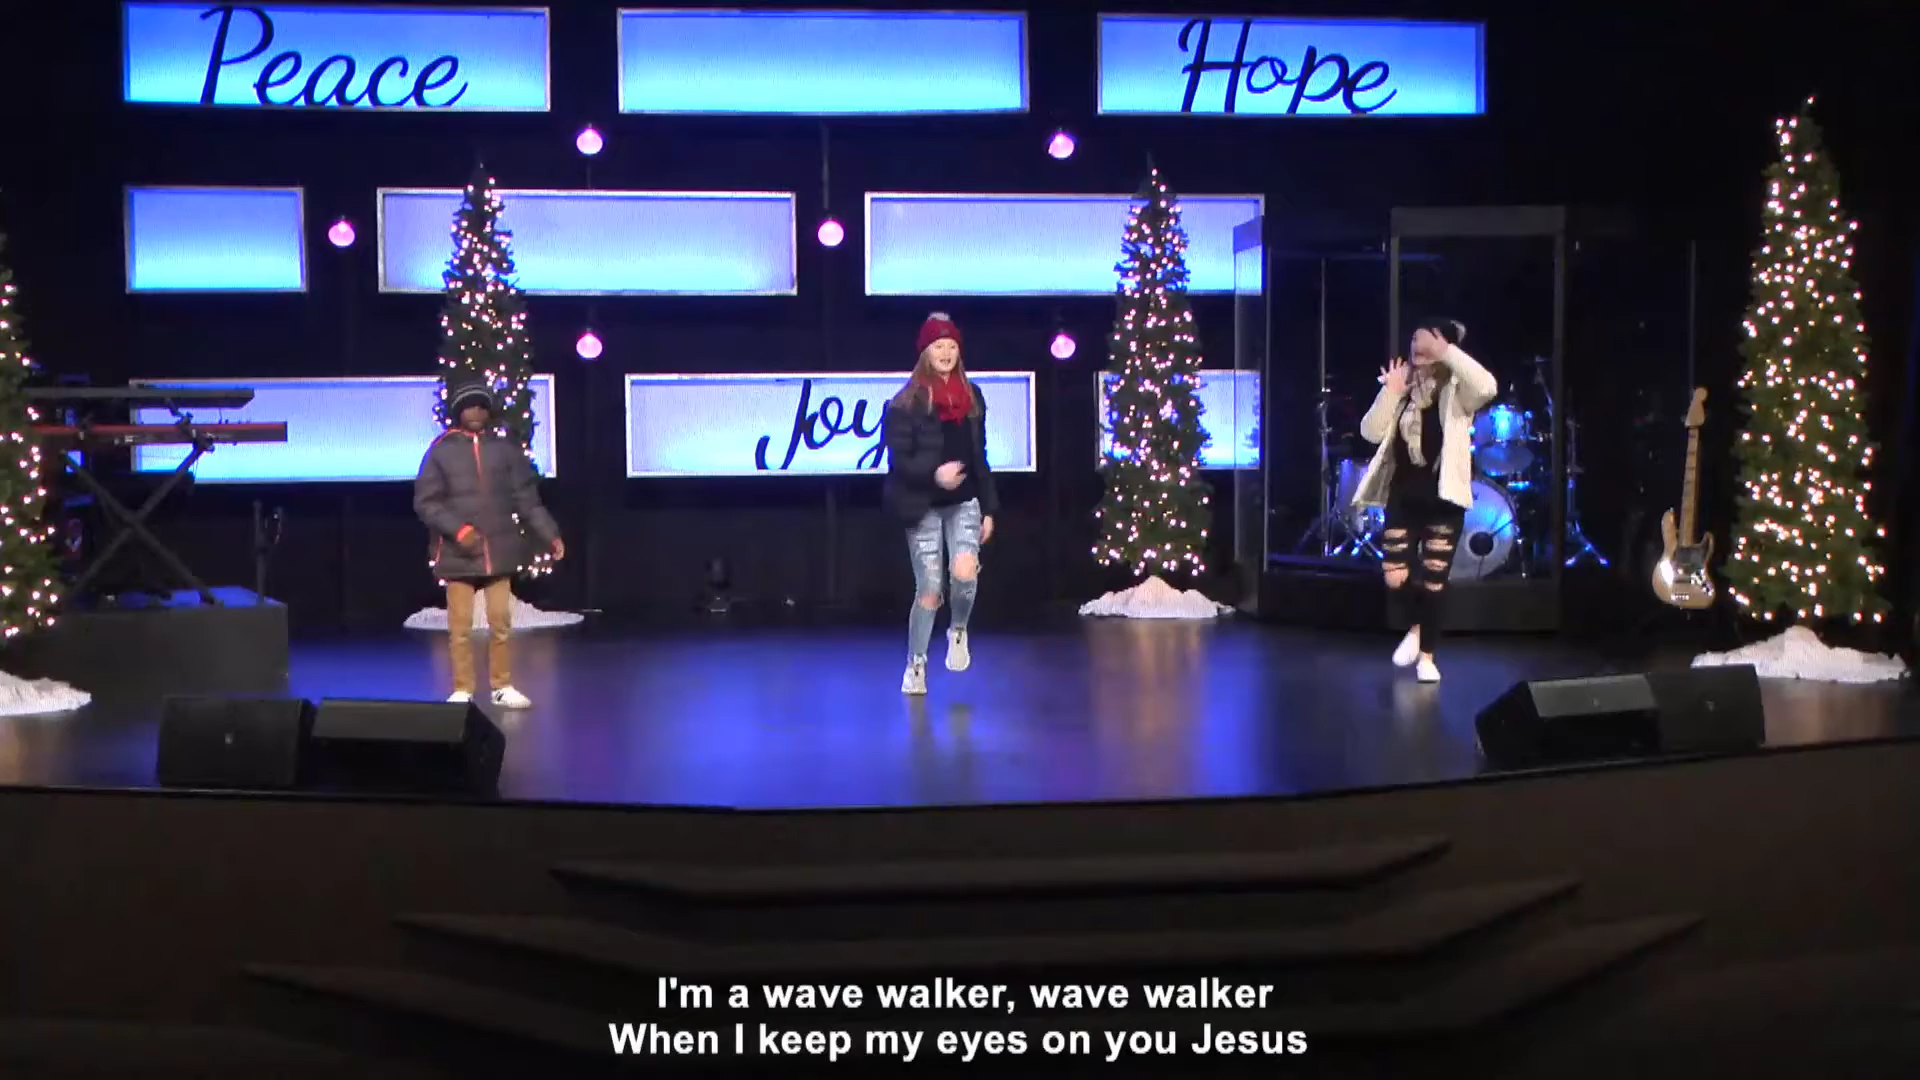 Peace
Hope
Joy
I'm a wave walker, wave walker
When I keep my eyes on you Jesus